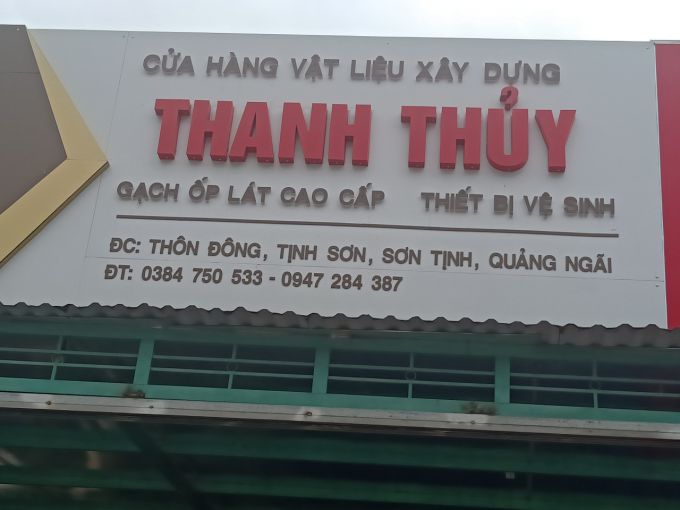 CỬA HÀNG VẬT LIỆU XÂY DỰNG
THANH THỦY
GẠCH ỐP LÁT CAO CẤP THIẾT BỊ VỆ SINH
ĐC: THÔN ĐÔNG, TỊNH SƠN, SƠN TỊNH, QUẢNG NGÃI
ĐT: 0384 750 533 - 0947 284 387